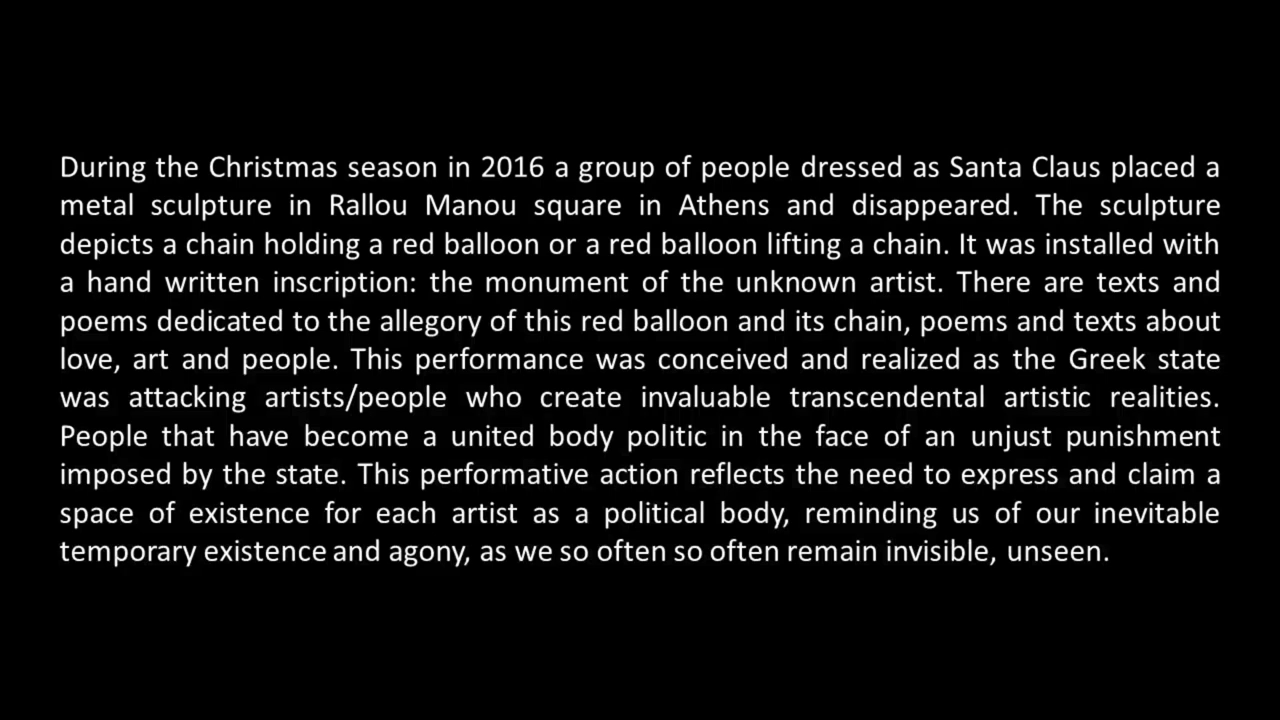 During the Christmas season in 2016 a group of people dressed as Santa Claus placed a
metal sculpture in Rallou Manou square in Athens and disappeared. The sculpture
depicts a chain holding a red balloon or a red balloon lifting a chain. It was installed with
a hand written inscription: the monument of the unknown artist. There are texts and
poems dedicated to the allegory of this red balloon and its chain, poems and texts about
love, art and people. This performance was conceived and realized as the Greek state
was attacking artists/people who create invaluable transcendental artistic realities.
People that have become a united body politic in the face of an unjust punishment
imposed by the state. This performative action reflects the need to express and claim a
space of existence for each artist as a political body, reminding us of our inevitable
temporary existence and agony, as we so often so often remain invisible, unseen.